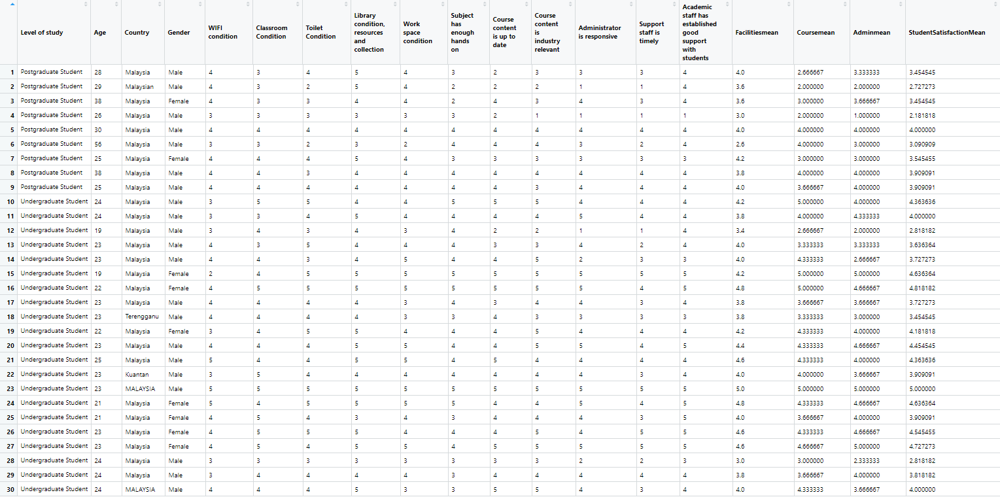 Level of study Age Country Gender WIFI condition Classroom Condition Toilet Condition Library condition, resources and collection Work space condition Subject has enough hands on Course content is up to date Course content is industry relevant Administrator is responsive Support staff is timely Academic staff has established good support with students Facilitiesmean Coursemean Adminmean StudentSatisfactionMean
1 Postgraduate Student 28 Malaysia Male 4 3 4 5 4 3 2 3 3 3 4 4.0 2.666667 3.333333 3.454545
2 Postgraduate Student 29 Malaysian Male 4 3 2 5 4 2 2 2 1 1 4 3.6 2.000000 2.000000 2.727273
3 Postgraduate Student 38 Malaysia Female 4 3 3 4 4 2 4 3 4 3 4 3.6 3.000000 3.666667 3.454545
4 Postgraduate Student 26 Malaysia Male 3 3 3 3 3 3 2 1 1 1 1 3.0 2.000000 1.000000 2.181818
5 Postgraduate Student 30 Malaysia Male 4 4 4 4 4 4 4 4 4 4 4 4.0 4.000000 4.000000 4.000000
6 Postgraduate Student 56 Malaysia Male 3 3 2 3 2 4 4 4 3 2 4 2.6 4.000000 3.000000 3.090909
7 Postgraduate Student 25 Malaysia Female 4 4 4 5 4 3 3 3 3 3 3 4.2 3.000000 3.000000 3.545455
8 Postgraduate Student 38 Malaysia Male 4 4 3 4 4 4 4 4 4 4 4 3.8 4.000000 4.000000 3.909091
9 Postgraduate Student 25 Malaysia Male 4 4 4 4 4 4 4 3 4 4 4 4.0 3.666667 4.000000 3.909091
10 Undergraduate Student 24 Malaysia Male 3 5 5 4 4 5 5 5 4 4 4 4.2 5.000000 4.000000 4.363636
11 Undergraduate Student 24 Malaysia Male 3 3 4 5 4 4 4 4 5 4 4 3.8 4.000000 4.333333 4.000000
12 Undergraduate Student 19 Malaysia Male 3 4 3 4 3 4 2 2 1 1 4 3.4 2.666667 2.000000 2.818182
13 Undergraduate Student 23 Malaysia Male 4 3 5 4 4 4 3 3 4 2 4 4.0 3.333333 3.333333 3.636364
14 Undergraduate Student 23 Malaysia Male 4 4 3 4 5 4 4 5 2 3 3 4.0 4.333333 2.666667 3.727273
15 Undergraduate Student 19 Malaysia Female 2 4 5 5 5 5 5 5 5 5 5 4.2 5.000000 5.000000 4.636364
16 Undergraduate Student 22 Malaysia Female 4 5 5 5 5 5 5 5 5 4 5 4.8 5.000000 4.666667 4.818182
17 Undergraduate Student 23 Malaysia Male 4 4 4 4 3 4 3 4 4 3 4 3.8 3.666667 3.666667 3.727273
18 Undergraduate Student 23 Terengganu Male 4 4 4 4 3 3 4 3 3 3 3 3.8 3.333333 3.000000 3.454545
19 Undergraduate Student 22 Malaysia Female 3 4 5 5 4 4 4 5 4 4 4 4.2 4.333333 4.000000 4.181818
20 Undergraduate Student 23 Malaysia Male 4 4 4 5 5 4 4 5 5 4 5 4.4 4.333333 4.666667 4.454545
21 Undergraduate Student 25 Malaysia Male 5 4 4 5 5 4 5 4 4 4 4 4.6 4.333333 4.000000 4.363636
22 Undergraduate Student 23 Kuantan Male 3 5 4 4 4 4 4 4 4 3 4 4.0 4.000000 3.666667 3.909091
23 Undergraduate Student 23 MALAYSIA Male 5 5 5 5 5 5 5 5 5 5 5 5.0 5.000000 5.000000 5.000000
24 Undergraduate Student 21 Malaysia Female 5 4 5 5 5 5 4 4 5 4 5 4.8 4.333333 4.666667 4.636364
25 Undergraduate Student 21 Malaysia Female 4 5 4 3 4 3 4 4 4 3 5 4.0 3.666667 4.000000 3.909091
26 Undergraduate Student 23 Malaysia Female 4 5 5 5 4 4 4 5 4 5 5 4.6 4.333333 4.666667 4.545455
27 Undergraduate Student 23 Malaysia Female 4 5 4 5 5 4 5 5 5 5 5 4.6 4.666667 5.000000 4.727273
28 Undergraduate Student 24 Malaysia Male 3 3 3 3 3 3 3 3 2 2 3 3.0 3.000000 2.333333 2.818182
29 Undergraduate Student 24 Malaysia Male 3 4 4 4 4 3 4 4 4 4 4 3.8 3.666667 4.000000 3.818182
30 Undergraduate Student 24 MALAYSIA Male 4 4 4 5 3 3 5 5 4 3 4 4.0 4.333333 3.666667 4.000000